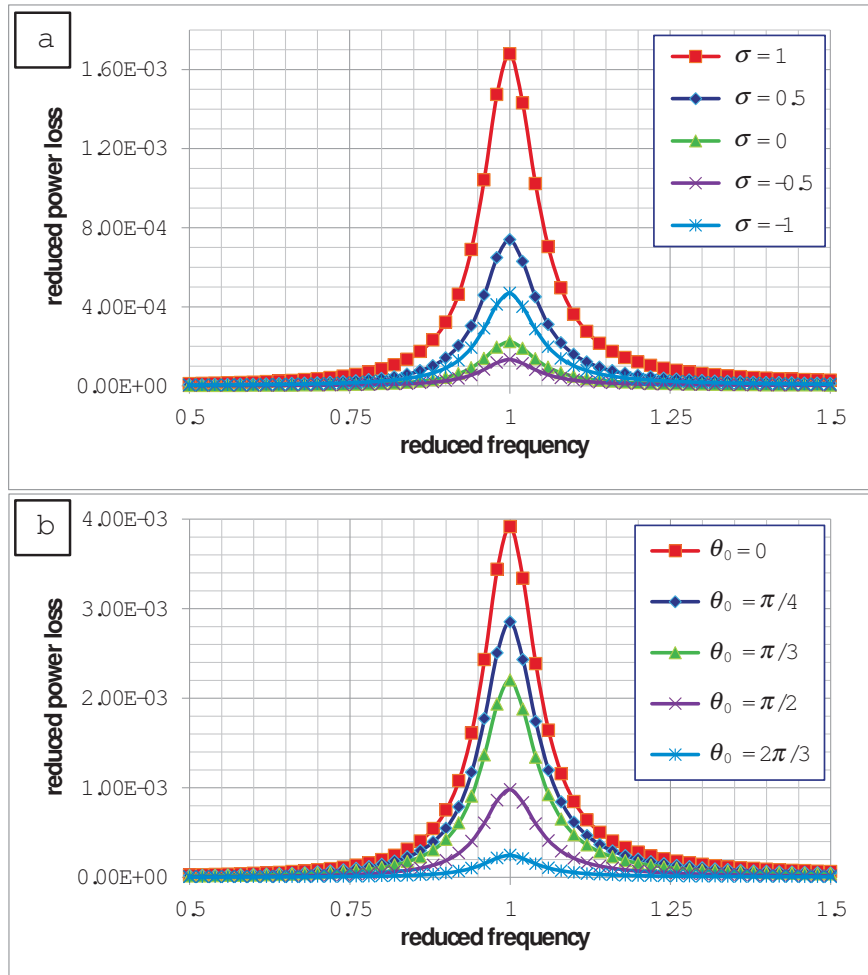 a
reduced power loss
1.60E-03
1.20E-03
8.00E-04
4.00E-04
0.00E+00
0.5
0.75
1
1.25
1.5
reduced frequency
σ = 1
σ = 0.5
σ = 0
σ = -0.5
σ = -1
b
reduced power loss
4.00E-03
3.00E-03
2.00E-03
1.00E-03
0.00E+00
0.5
0.75
1
1.25
1.5
reduced frequency
θ₀ = 0
θ₀ = π/4
θ₀ = π/3
θ₀ = π/2
θ₀ = 2π/3